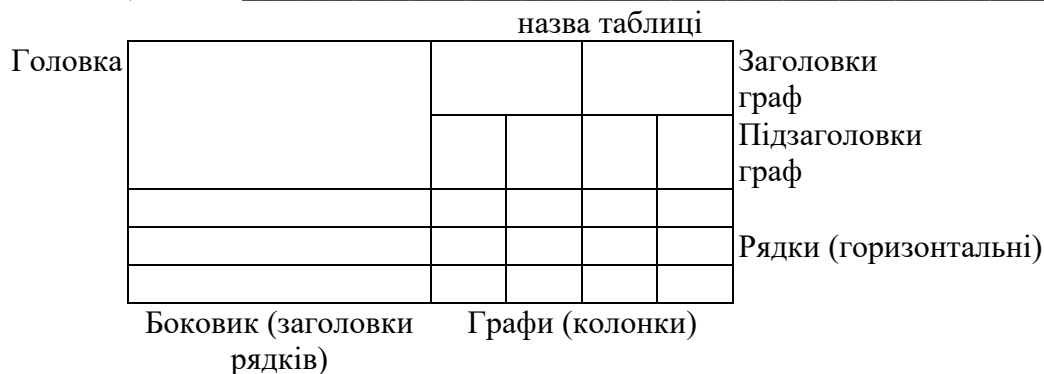 назва таблиці
Головка
Заголовки
граф
Підзаголовки
граф
Рядки (горизонтальні)
Боковик (заголовки
рядків)
Графи (колонки)